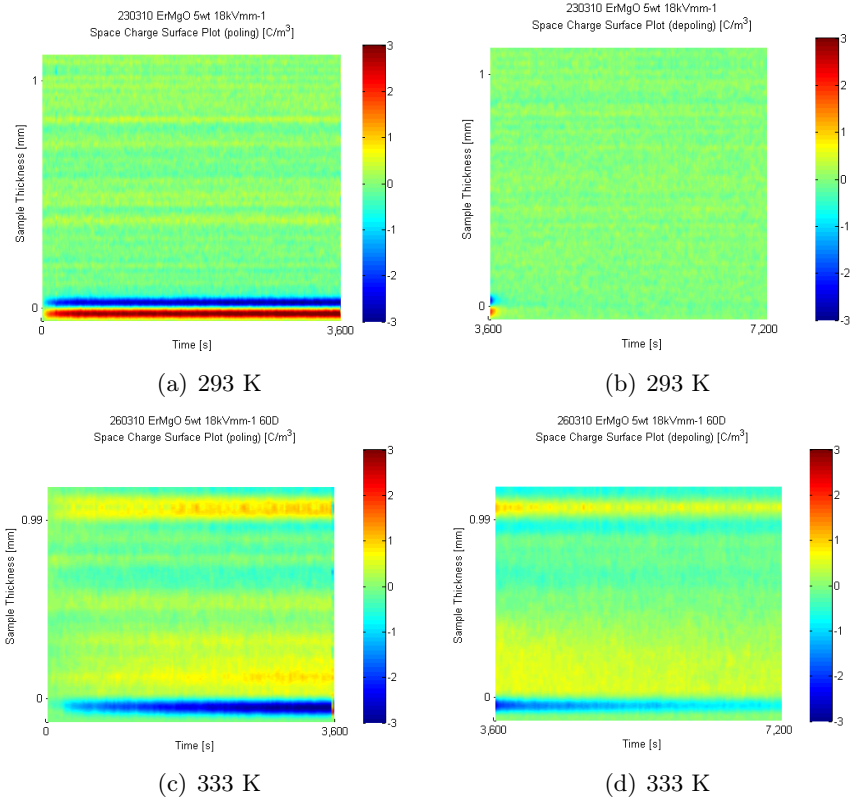 230310 ErMgO 5wt 18kVmm-1
Space Charge Surface Plot (poling) [C/m³]
Sample Thickness [mm]
1
0
0
3,600
Time [s]
3
2
1
0
-1
-2
-3
(a) 293 K
230310 ErMgO 5wt 18kVmm-1
Space Charge Surface Plot (depoling) [C/m³]
Sample Thickness [mm]
1
0
3,600
7,200
Time [s]
3
2
1
0
-1
-2
-3
(b) 293 K
260310 ErMgO 5wt 18kVmm-1 60D
Space Charge Surface Plot (poling) [C/m³]
Sample Thickness [mm]
0.99
0
0
3,600
Time [s]
3
2
1
0
-1
-2
-3
(c) 333 K
260310 ErMgO 5wt 18kVmm-1 60D
Space Charge Surface Plot (depoling) [C/m³]
Sample Thickness [mm]
0.99
0
3,600
7,200
Time [s]
3
2
1
0
-1
-2
-3
(d) 333 K